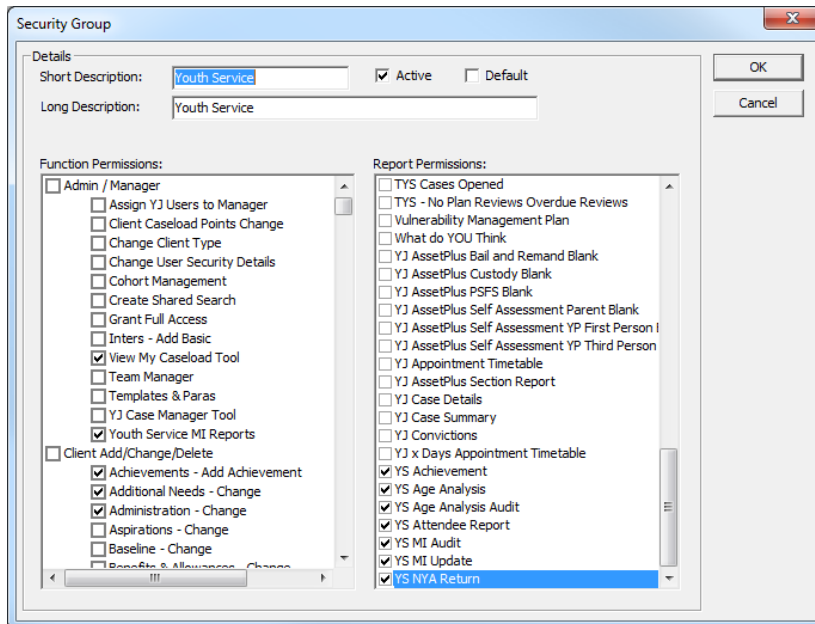 Security Group
Details
Short Description:
Youth Service
Active
Default
OK
Long Description:
Youth Service
Cancel
Function Permissions:
Admin / Manager
Assign YJ Users to Manager
Client Caseload Points Change
Change Client Type
Change User Security Details
Cohort Management
Create Shared Search
Grant Full Access
Inters - Add Basic
View My Caseload Tool
Team Manager
Templates & Paras
YJ Case Manager Tool
Youth Service MI Reports
Client Add/Change/Delete
Achievements - Add Achievement
Additional Needs - Change
Administration - Change
Aspirations - Change
Baseline - Change
Benefits & Allowances - Change
Report Permissions:
TYS Cases Opened
TYS - No Plan Reviews Overdue Reviews
Vulnerability Management Plan
What do YOU Think
YJ AssetPlus Bail and Remand Blank
YJ AssetPlus Custody Blank
YJ AssetPlus PSFS Blank
YJ AssetPlus Self Assessment Parent Blank
YJ AssetPlus Self Assessment YP First Person
YJ AssetPlus Self Assessment YP Third Person
YJ Appointment Timetable
YJ AssetPlus Section Report
YJ Case Details
YJ Case Summary
YJ Convictions
YJ x Days Appointment Timetable
YS Achievement
YS Age Analysis
YS Age Analysis Audit
YS Attendee Report
YS MI Audit
YS MI Update
YS NYA Return